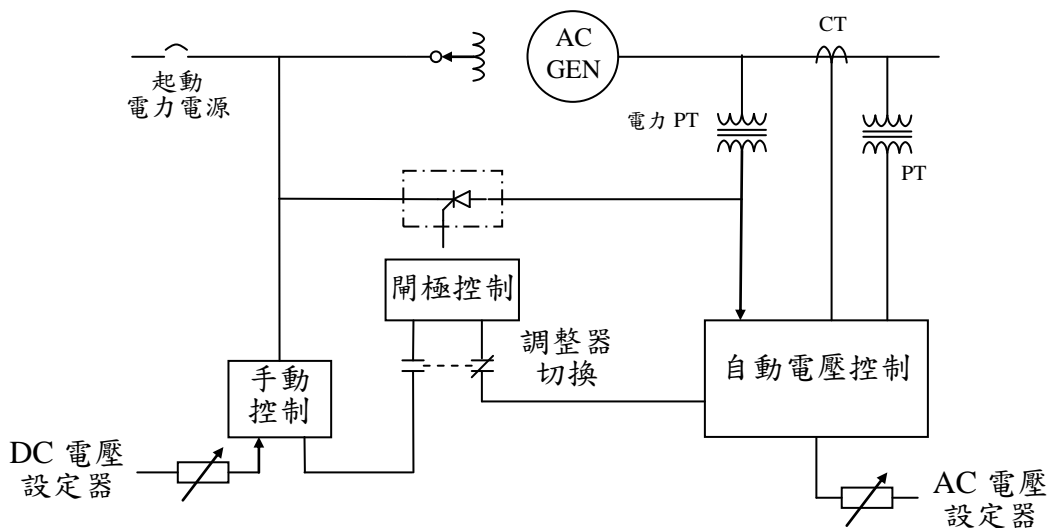 起動
電力電源
AC
GEN
CT
電力 PT
PT
閘極控制
調整器
切換
手動
控制
自動電壓控制
DC 電壓
設定器
AC 電壓
設定器